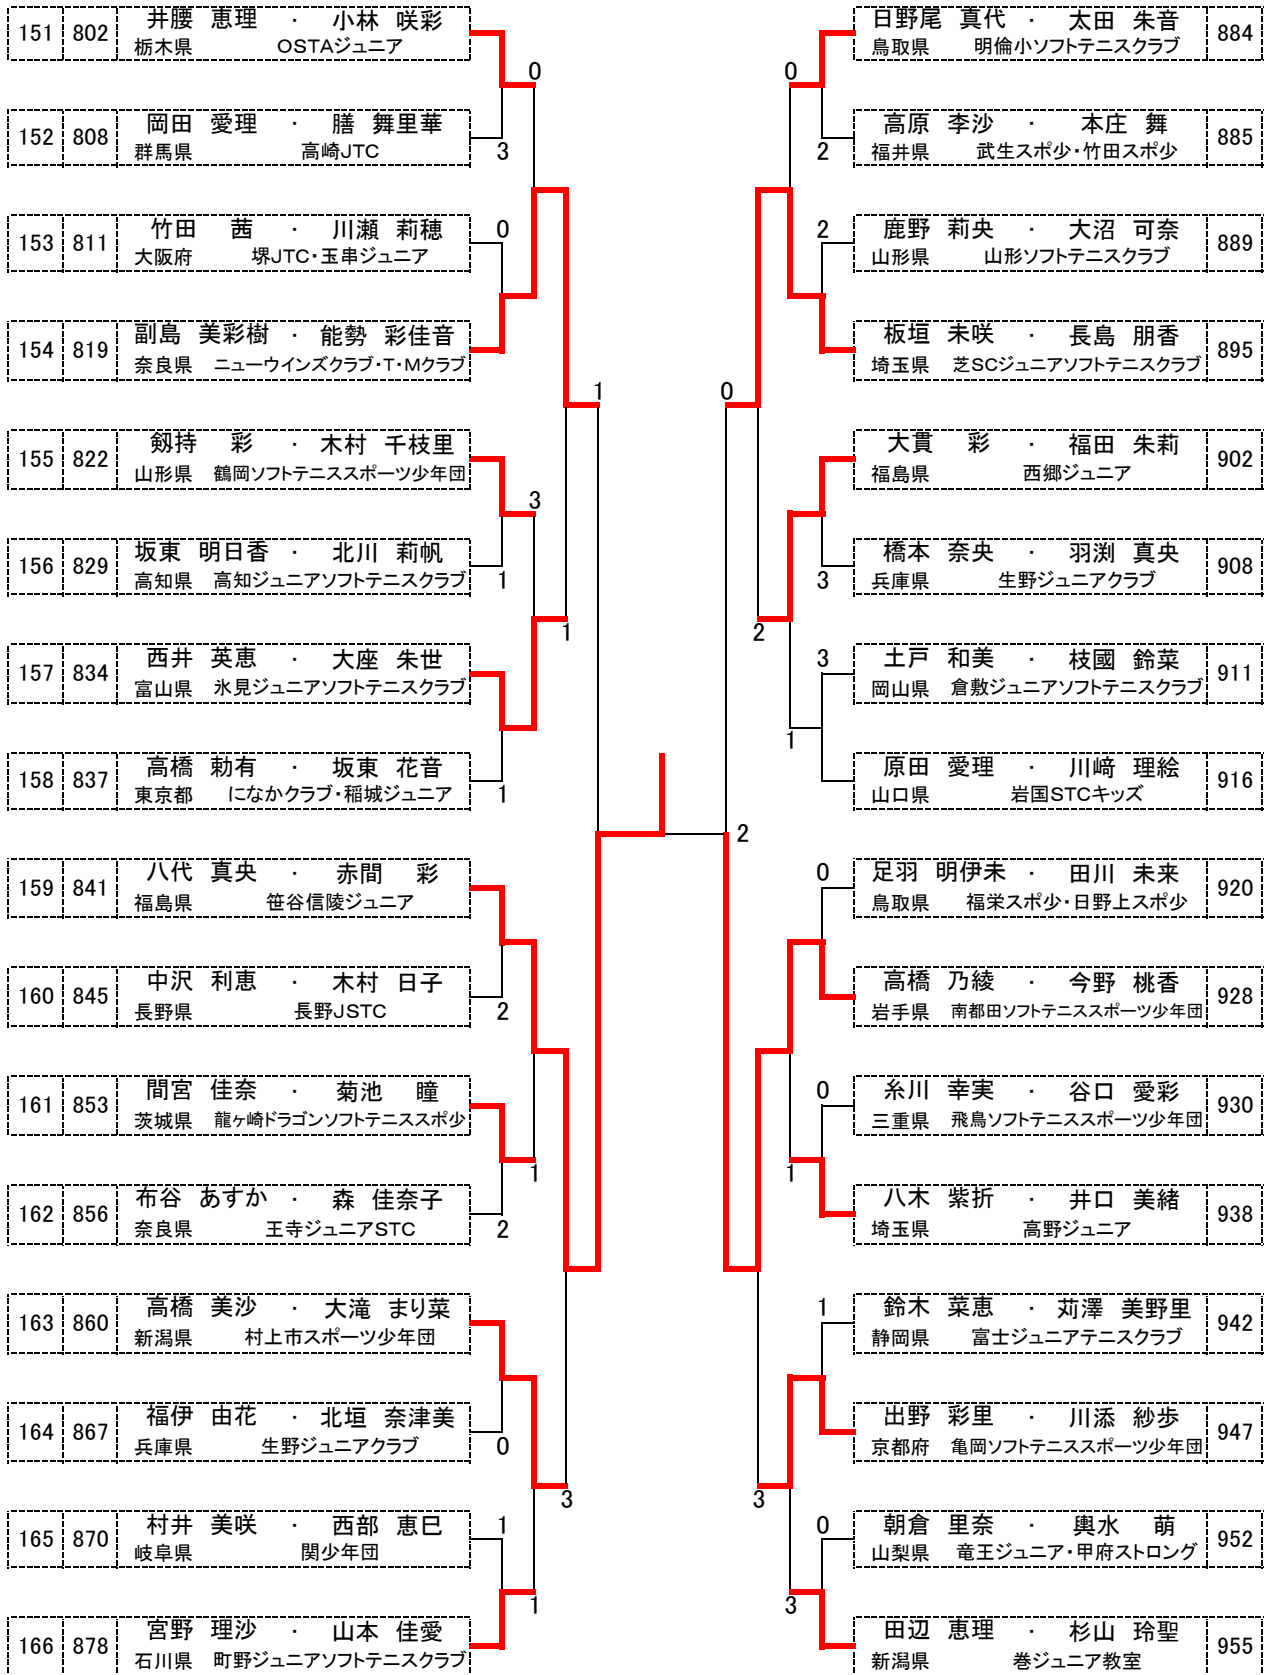 151 802 井腰 恵理 ・ 小林 咲彩
栃木県 OSTAジュニア
0
152 808 岡田 愛理 ・ 膳 舞里華
群馬県 高崎JTC
3
153 811 竹田 茜 ・ 川瀬 莉穂
大阪府 堺JTC・玉串ジュニア
0
154 819 副島 美彩樹 ・ 能勢 彩佳音
奈良県 ニューウインズクラブ・T・Mクラブ
1
155 822 剱持 彩 ・ 木村 千枝里
山形県 鶴岡ソフトテニススポーツ少年団
3
156 829 坂東 明日香 ・ 北川 莉帆
高知県 高知ジュニアソフトテニスクラブ
1
1
157 834 西井 英恵 ・ 大座 朱世
富山県 氷見ジュニアソフトテニスクラブ
158 837 高橋 勅有 ・ 坂東 花音
東京都 になかクラブ・稲城ジュニア
1
159 841 八代 真央 ・ 赤間 彩
福島県 笹谷信陵ジュニア
160 845 中沢 利恵 ・ 木村 日子
長野県 長野JSTC
2
161 853 間宮 佳奈 ・ 菊池 瞳
茨城県 龍ヶ崎ドラゴンソフトテニススポ少
1
162 856 布谷 あすか ・ 森 佳奈子
奈良県 王寺ジュニアSTC
2
163 860 高橋 美沙 ・ 大滝 まり菜
新潟県 村上市スポーツ少年団
164 867 福伊 由花 ・ 北垣 奈津美
兵庫県 生野ジュニアクラブ
0
3
165 870 村井 美咲 ・ 西部 恵巳
岐阜県 関少年団
1
1
166 878 宮野 理沙 ・ 山本 佳愛
石川県 町野ジュニアソフトテニスクラブ
日野尾 真代 ・ 太田 朱音 884
鳥取県 明倫小ソフトテニスクラブ
0
高原 李沙 ・ 本庄 舞 885
福井県 武生スポ少・竹田スポ少
2
鹿野 莉央 ・ 大沼 可奈 889
山形県 山形ソフトテニスクラブ
2
板垣 未咲 ・ 長島 朋香 895
埼玉県 芝SCジュニアソフトテニスクラブ
0
大貫 彩 ・ 福田 朱莉 902
福島県 西郷ジュニア
橋本 奈央 ・ 羽渕 真央 908
兵庫県 生野ジュニアクラブ
3
2
土戸 和美 ・ 枝國 鈴菜 911
岡山県 倉敷ジュニアソフトテニスクラブ
3
1
原田 愛理 ・ 川﨑 理絵 916
山口県 岩国STCキッズ
2
足羽 明伊未 ・ 田川 未来 920
鳥取県 福栄スポ少・日野上スポ少
0
高橋 乃綾 ・ 今野 桃香 928
岩手県 南都田ソフトテニススポーツ少年団
糸川 幸実 ・ 谷口 愛彩 930
三重県 飛鳥ソフトテニススポーツ少年団
0
1
八木 紫折 ・ 井口 美緒 938
埼玉県 高野ジュニア
鈴木 菜恵 ・ 苅澤 美野里 942
静岡県 富士ジュニアテニスクラブ
1
出野 彩里 ・ 川添 紗歩 947
京都府 亀岡ソフトテニススポーツ少年団
3
朝倉 里奈 ・ 輿水 萌 952
山梨県 竜王ジュニア・甲府ストロング
0
3
田辺 恵理 ・ 杉山 玲聖 955
新潟県 巻ジュニア教室